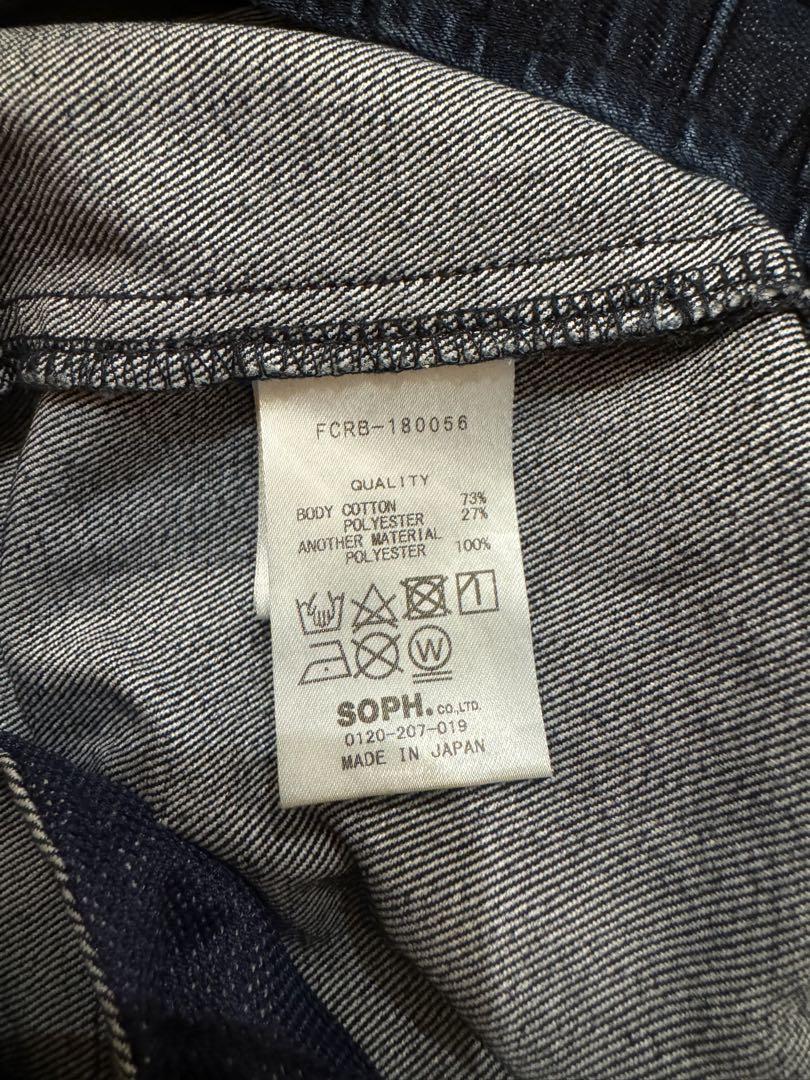 FCRB-180056
QUALITY
BODY COTTON 73%
POLYESTER 27%
ANOTHER MATERIAL
POLYESTER 100%
W
SOPH. CO.,LTD.
0120-207-019
MADE IN JAPAN